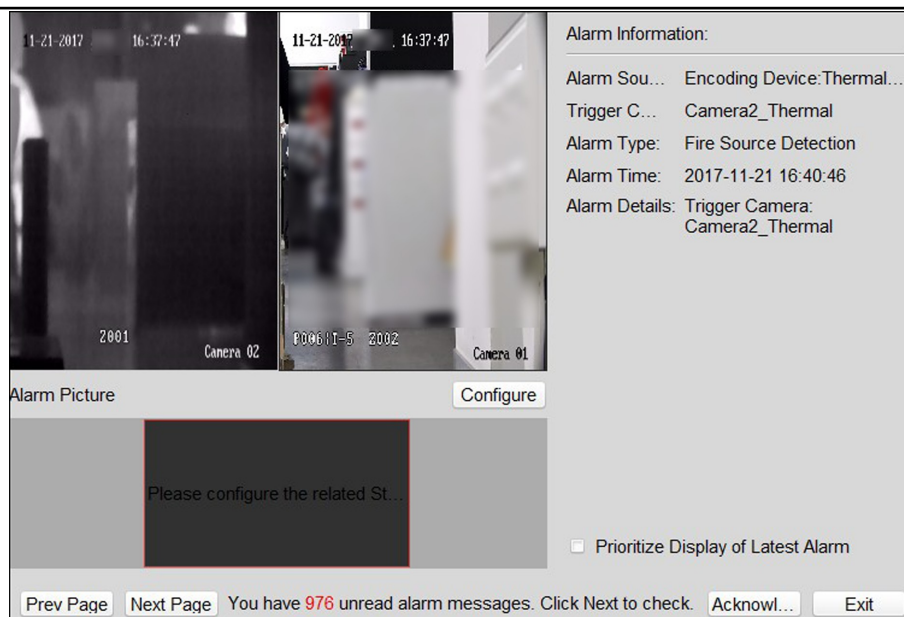 11-21-2017 16:37:47
11-21-2017 16:37:47
Z001
Camera 02
Z002
Camera 01
Alarm Information:
Alarm Sou... Encoding Device:Thermal...
Trigger C... Camera2_Thermal
Alarm Type: Fire Source Detection
Alarm Time: 2017-11-21 16:40:46
Alarm Details: Trigger Camera:
Camera2_Thermal
Alarm Picture
Configure
Please configure the related St...
Prioritize Display of Latest Alarm
Prev Page Next Page You have 976 unread alarm messages. Click Next to check. Acknowl... Exit